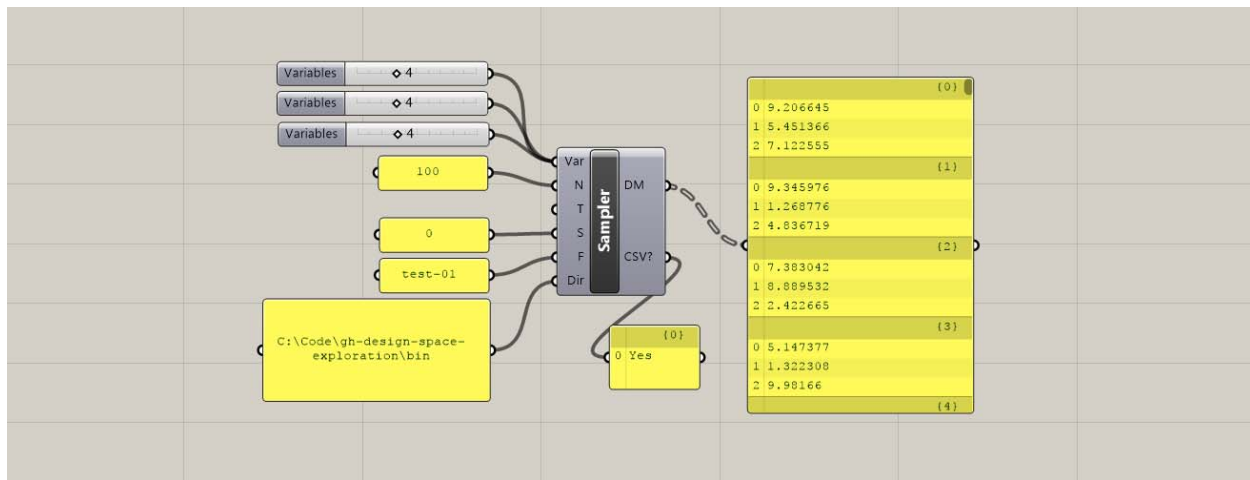 Variables 4
Variables 4
Variables 4
100
0
test-01
C:\Code\gh-design-space-
exploration\bin
Var
N
T
S
F
Dir
Sampler
DM
CSV?
{0}
0 Yes
{0}
0 9.206645
1 5.451366
2 7.122555
{1}
0 9.345976
1 1.268776
2 4.836719
{2}
0 7.383042
1 8.889532
2 2.422665
{3}
0 5.147377
1 1.322308
2 9.98166
{4}